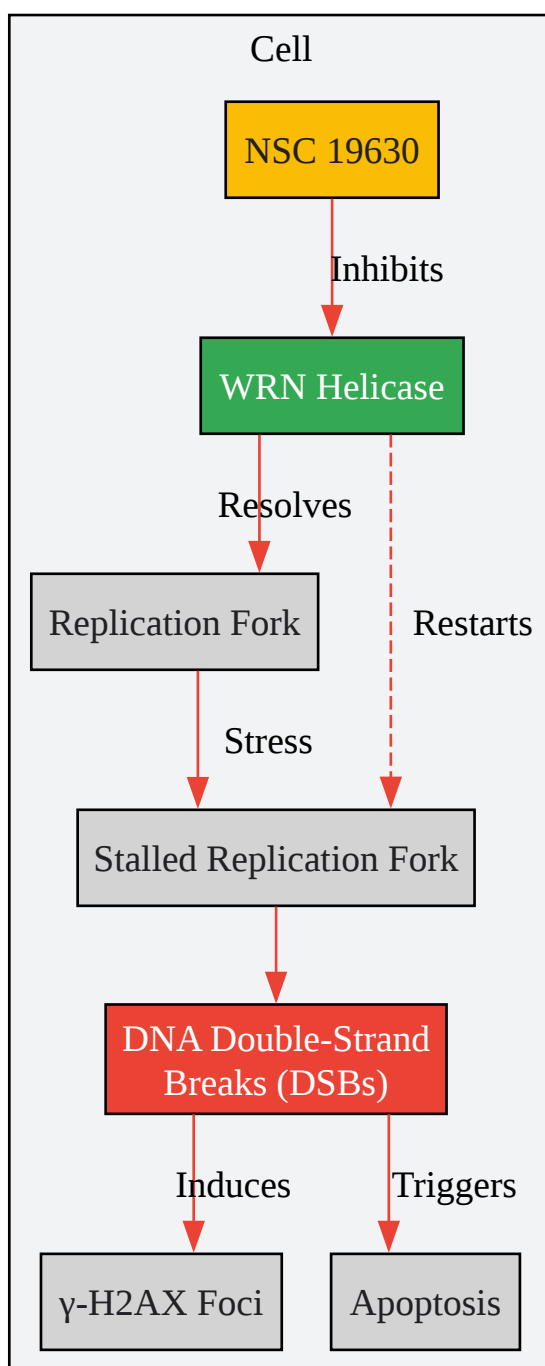 Cell
NSC 19630
Inhibits
WRN Helicase
Resolves
Replication Fork
Restarts
Stress
Stalled Replication Fork
DNA Double-Strand
Breaks (DSBs)
Induces
Triggers
γ-H2AX Foci
Apoptosis